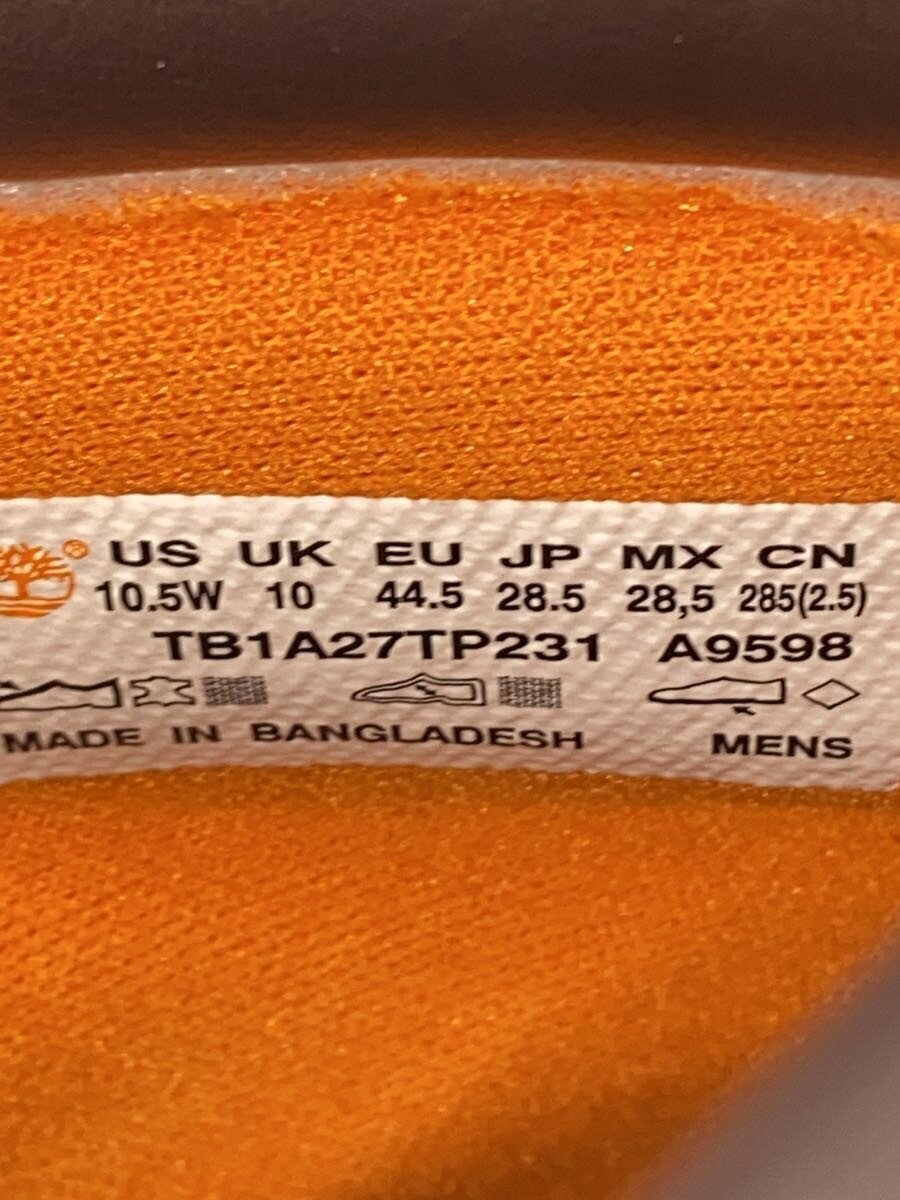 ® US UK EU JP MX CN
10.5W 10 44.5 28.5 28,5 285(2.5)
TB1A27TP231 A9598
MADE IN BANGLADESH MENS